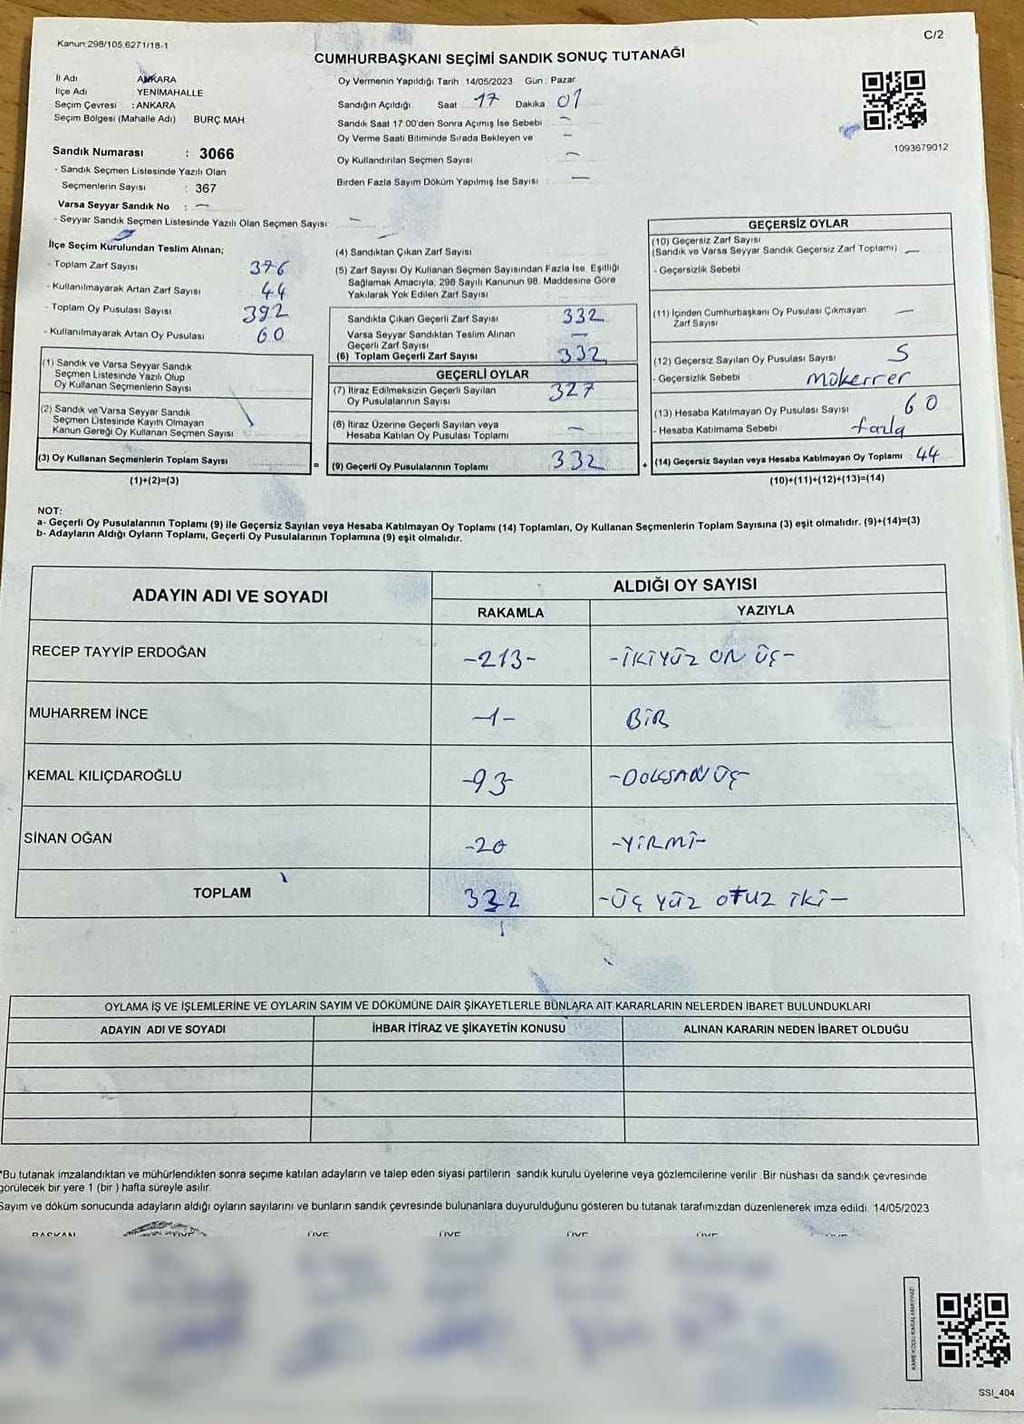 Kanun 298/105,6271/18-1
C/2
CUMHURBAŞKANI SEÇİMİ SANDIK SONUÇ TUTANAĞI
İl Adı ANKARA
İlçe Adı YENİMAHALLE
Seçim Çevresi : ANKARA
Seçim Bölgesi (Mahalle Adı) BURÇ MAH.
Oy Vermenin Yapıldığı Tarih 14/05/2023 Gün : Pazar
Sandığın Açıldığı Saat 17 Dakika 01
Sandık Saat 17:00'den Sonra Açımış İse Sebebi : —
Oy Verme Saati Bitiminde Sırada Bekleyen ve —
Oy Kullandırılan Seçmen Sayısı —
Birden Fazla Sayım Döküm Yapılmış İse Sayısı : —
1093679012
Sandık Numarası : 3066
- Sandık Seçmen Listesinde Yazılı Olan
Seçmenlerin Sayısı : 367
Varsa Seyyar Sandık No : —
- Seyyar Sandık Seçmen Listesinde Yazılı Olan Seçmen Sayısı : —
İlçe Seçim Kurulundan Teslim Alınan;
- Toplam Zarf Sayısı 376
- Kullanılmayarak Artan Zarf Sayısı 44
- Toplam Oy Pusulası Sayısı 392
- Kullanılmayarak Artan Oy Pusulası 60
(1) Sandık ve Varsa Seyyar Sandık
Seçmen Listesinde Yazılı Olup
Oy Kullanan Seçmenlerin Sayısı
(2) Sandık ve Varsa Seyyar Sandık
Seçmen Listesinde Kayıtlı Olmayan
Kanun Gereği Oy Kullanan Seçmen Sayısı
(3) Oy Kullanan Seçmenlerin Toplam Sayısı
(1)+(2)=(3)
(4) Sandıktan Çıkan Zarf Sayısı
(5) Zarf Sayısı Oy Kullanan Seçmen Sayısından Fazla İse, Eşitliği
Sağlamak Amacıyla; 298 Sayılı Kanunun 98. Maddesine Göre
Yakılarak Yok Edilen Zarf Sayısı
Sandıkta Çıkan Geçerli Zarf Sayısı 332
Varsa Seyyar Sandıktan Teslim Alınan
Geçerli Zarf Sayısı —
(6) Toplam Geçerli Zarf Sayısı 332
GEÇERLİ OYLAR
(7) İtiraz Edilmeksizin Geçerli Sayılan
Oy Pusulalarının Sayısı 327
(8) İtiraz Üzerine Geçerli Sayılan veya
Hesaba Katılan Oy Pusulası Toplamı —
= (9) Geçerli Oy Pusulalarının Toplamı 332
GEÇERSİZ OYLAR
(10) Geçersiz Zarf Sayısı
(Sandık ve Varsa Seyyar Sandık Geçersiz Zarf Toplamı) —
- Geçersizlik Sebebi
(11) İçinden Cumhurbaşkanı Oy Pusulası Çıkmayan
Zarf Sayısı —
(12) Geçersiz Sayılan Oy Pusulası Sayısı 5
- Geçersizlik Sebebi mükerrer
(13) Hesaba Katılmayan Oy Pusulası Sayısı 60
- Hesaba Katılmama Sebebi fazla
+ (14) Geçersiz Sayılan veya Hesaba Katılmayan Oy Toplamı 44
(10)+(11)+(12)+(13)=(14)
NOT:
a- Geçerli Oy Pusulalarının Toplamı (9) ile Geçersiz Sayılan veya Hesaba Katılmayan Oy Toplamı (14) Toplamları, Oy Kullanan Seçmenlerin Toplam Sayısına (3) eşit olmalıdır. (9)+(14)=(3)
b- Adayların Aldığı Oyların Toplamı, Geçerli Oy Pusulalarının Toplamına (9) eşit olmalıdır.
ADAYIN ADI VE SOYADI
ALDIĞI OY SAYISI
RAKAMLA YAZIYLA
RECEP TAYYİP ERDOĞAN -213- -İKİYÜZ ON ÜÇ-
MUHARREM İNCE -1- BİR
KEMAL KILIÇDAROĞLU -93- -DOKSAN ÜÇ-
SİNAN OĞAN -20 -YİRMİ-
TOPLAM 332 -ÜÇ YÜZ OTUZ İKİ-
OYLAMA İŞ VE İŞLEMLERİNE VE OYLARIN SAYIM VE DÖKÜMÜNE DAİR ŞİKAYETLERLE BUNLARA AİT KARARLARIN NELERDEN İBARET BULUNDUKLARI
ADAYIN ADI VE SOYADI İHBAR İTİRAZ VE ŞİKAYETİN KONUSU ALINAN KARARIN NEDEN İBARET OLDUĞU
*Bu tutanak imzalandıktan ve mühürlendikten sonra seçime katılan adayların ve talep eden siyasi partilerin sandık kurulu üyelerine veya gözlemcilerine verilir. Bir nüshası da sandık çevresinde
görülecek bir yere 1 (bir) hafta süreyle asılır.
Sayım ve döküm sonucunda adayların aldığı oyların sayılarını ve bunların sandık çevresinde bulunanlara duyurulduğunu gösteren bu tutanak tarafımızdan düzenlenerek imza edildi. 14/05/2023
BAŞKAN ÜYE ÜYE ÜYE ÜYE ÜYE ÜYE
SSI_404